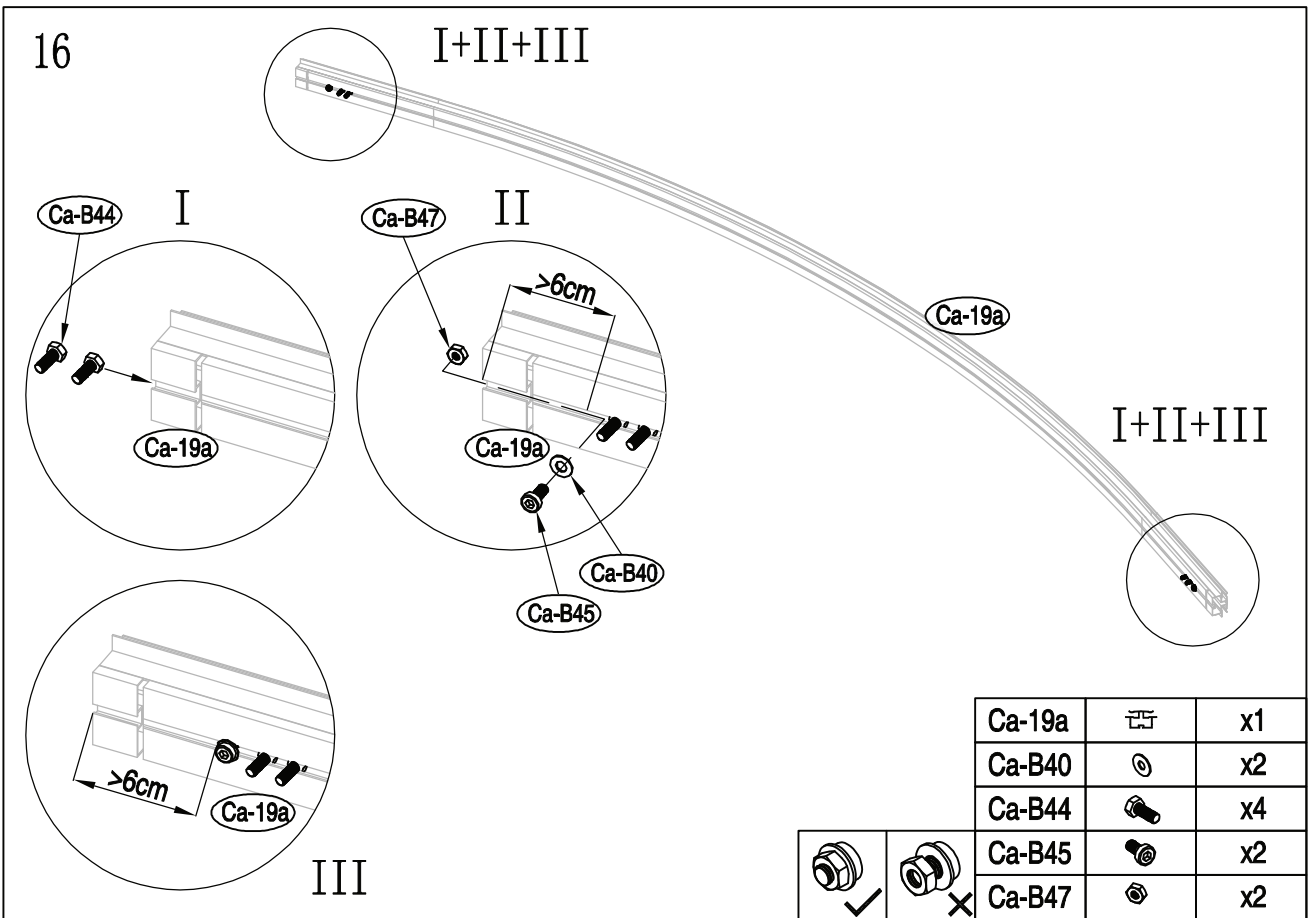 16
I+II+III
Ca-B44
I
Ca-19a
Ca-B47
II
>6cm
Ca-19a
Ca-B40
Ca-B45
Ca-19a
I+II+III
>6cm
Ca-19a
III
Ca-19a x1
Ca-B40 x2
Ca-B44 x4
Ca-B45 x2
Ca-B47 x2